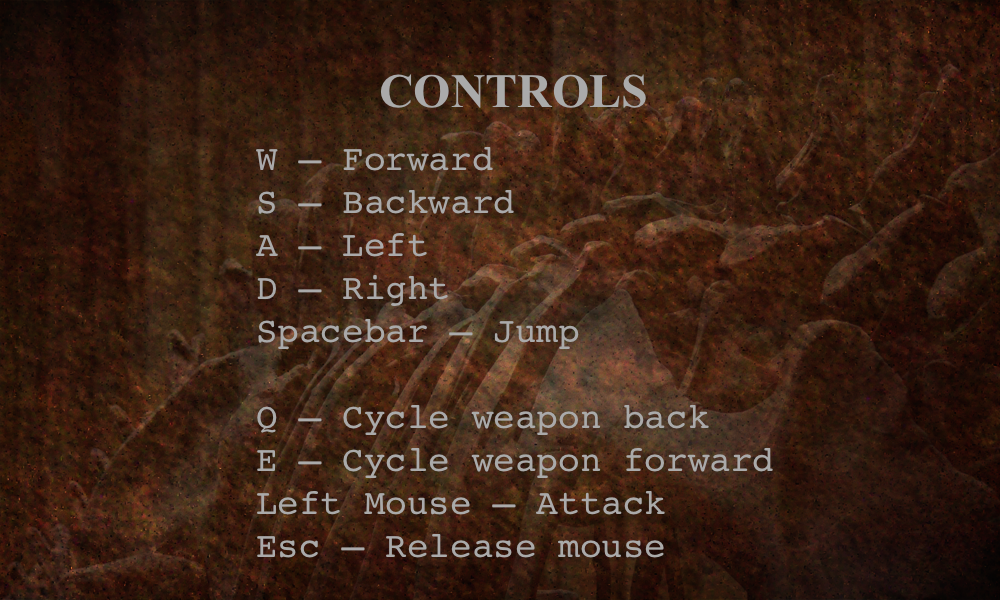 CONTROLS
W – Forward
S – Backward
A – Left
D – Right
Spacebar – Jump
Q – Cycle weapon back
E – Cycle weapon forward
Left Mouse – Attack
Esc – Release mouse